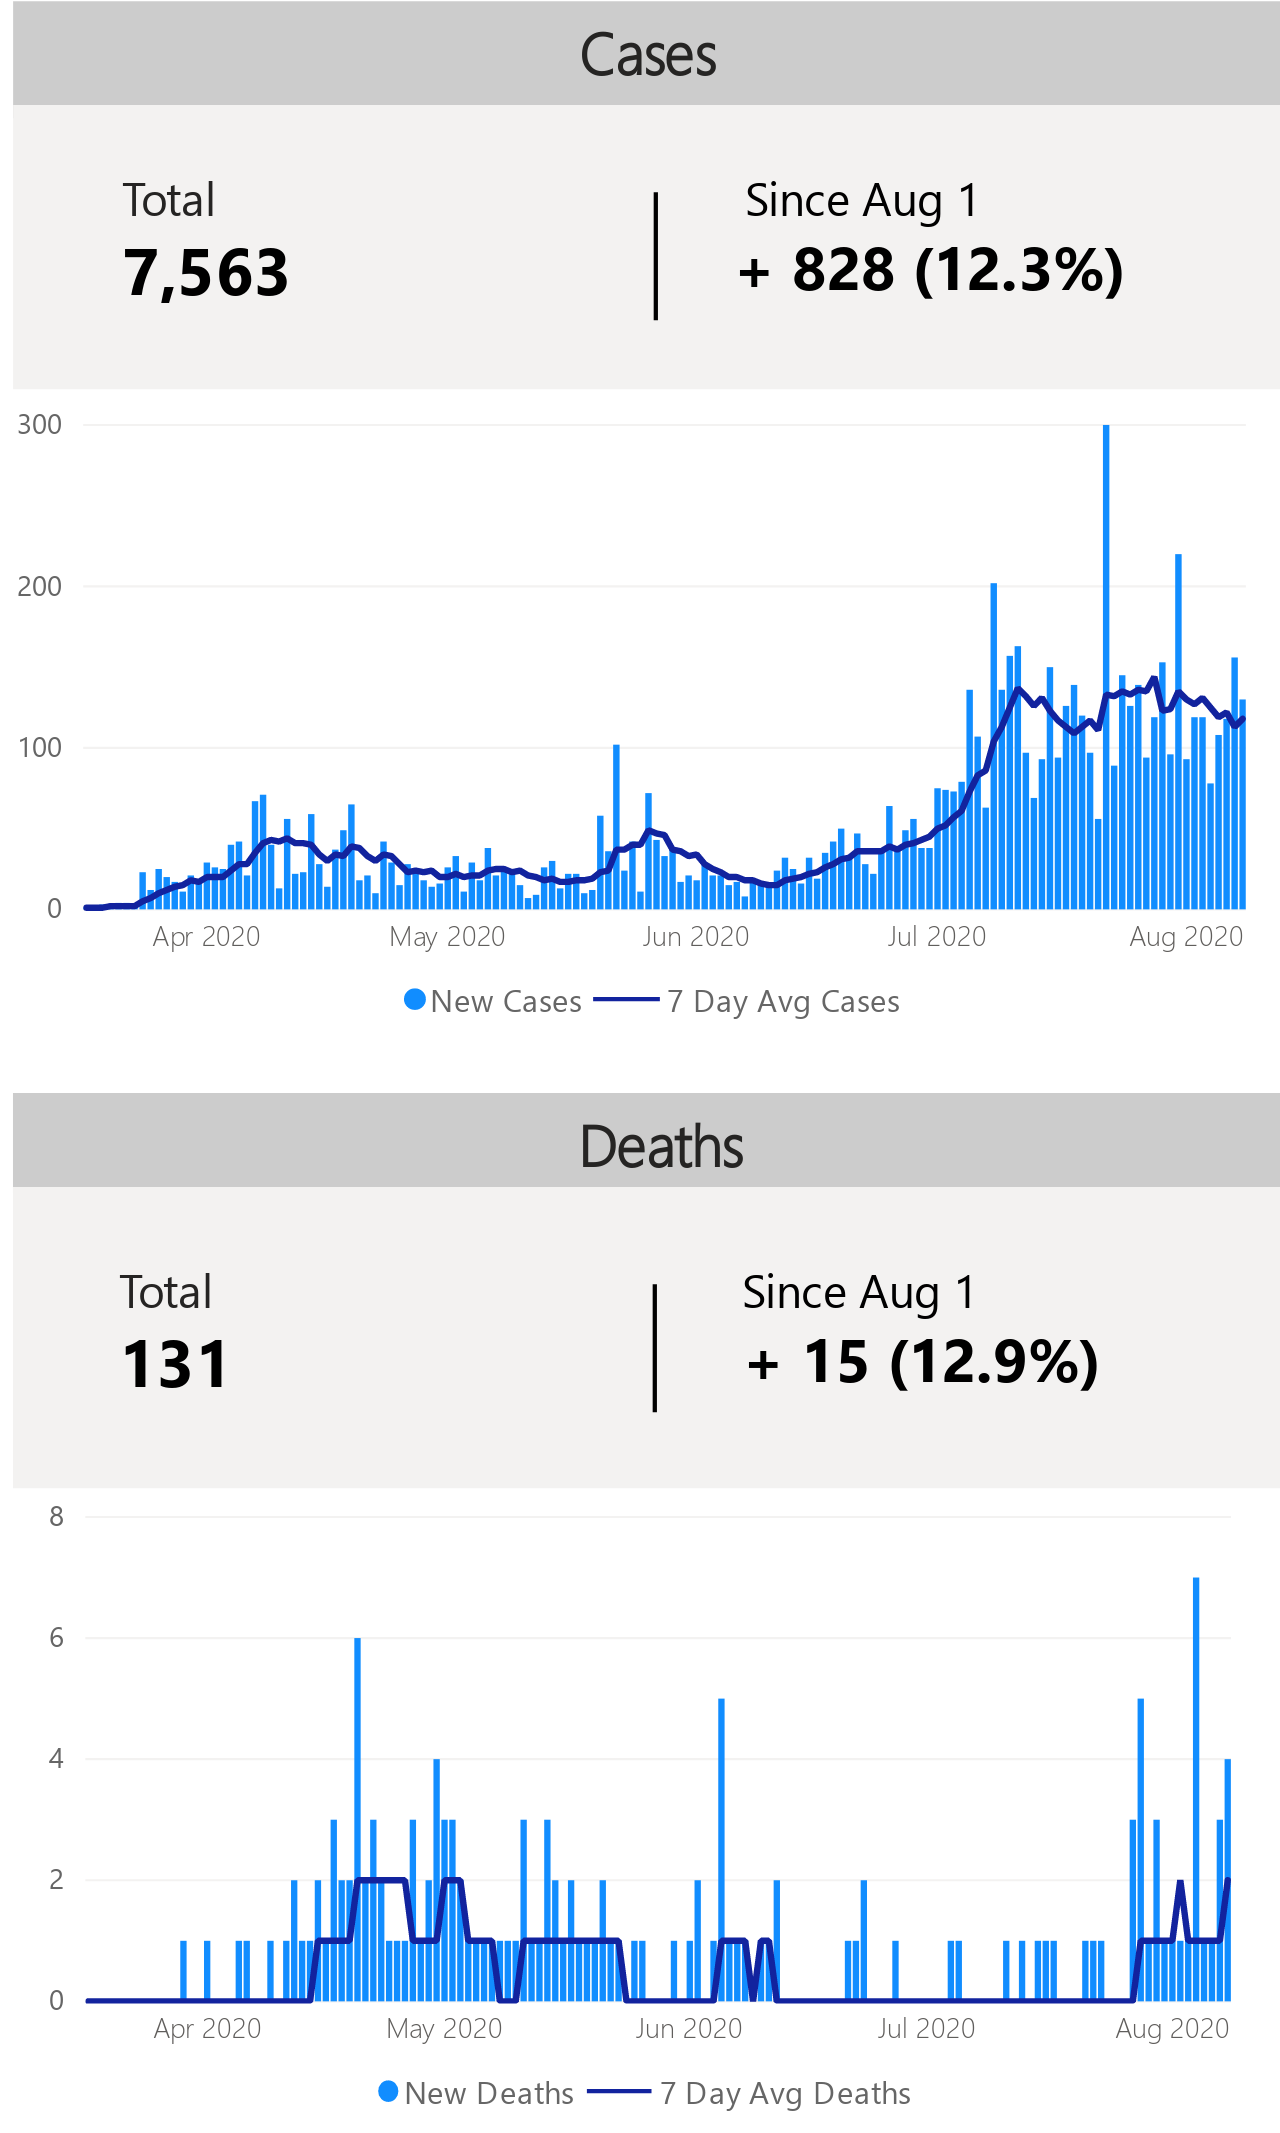 Cases
Total
Since Aug 1
7,563
+ 828 (12.3%)
300
200
100
0
Apr 2020
May 2020
Jun 2020
Jul 2020
Aug 2020
New Cases
7 Day Avg Cases
Deaths
Total
Since Aug 1
131
+ 15 (12.9%)
8
6
4
2
0
Apr 2020
May 2020
Jun 2020
Jul 2020
Aug 2020
New Deaths
7 Day Avg Deaths